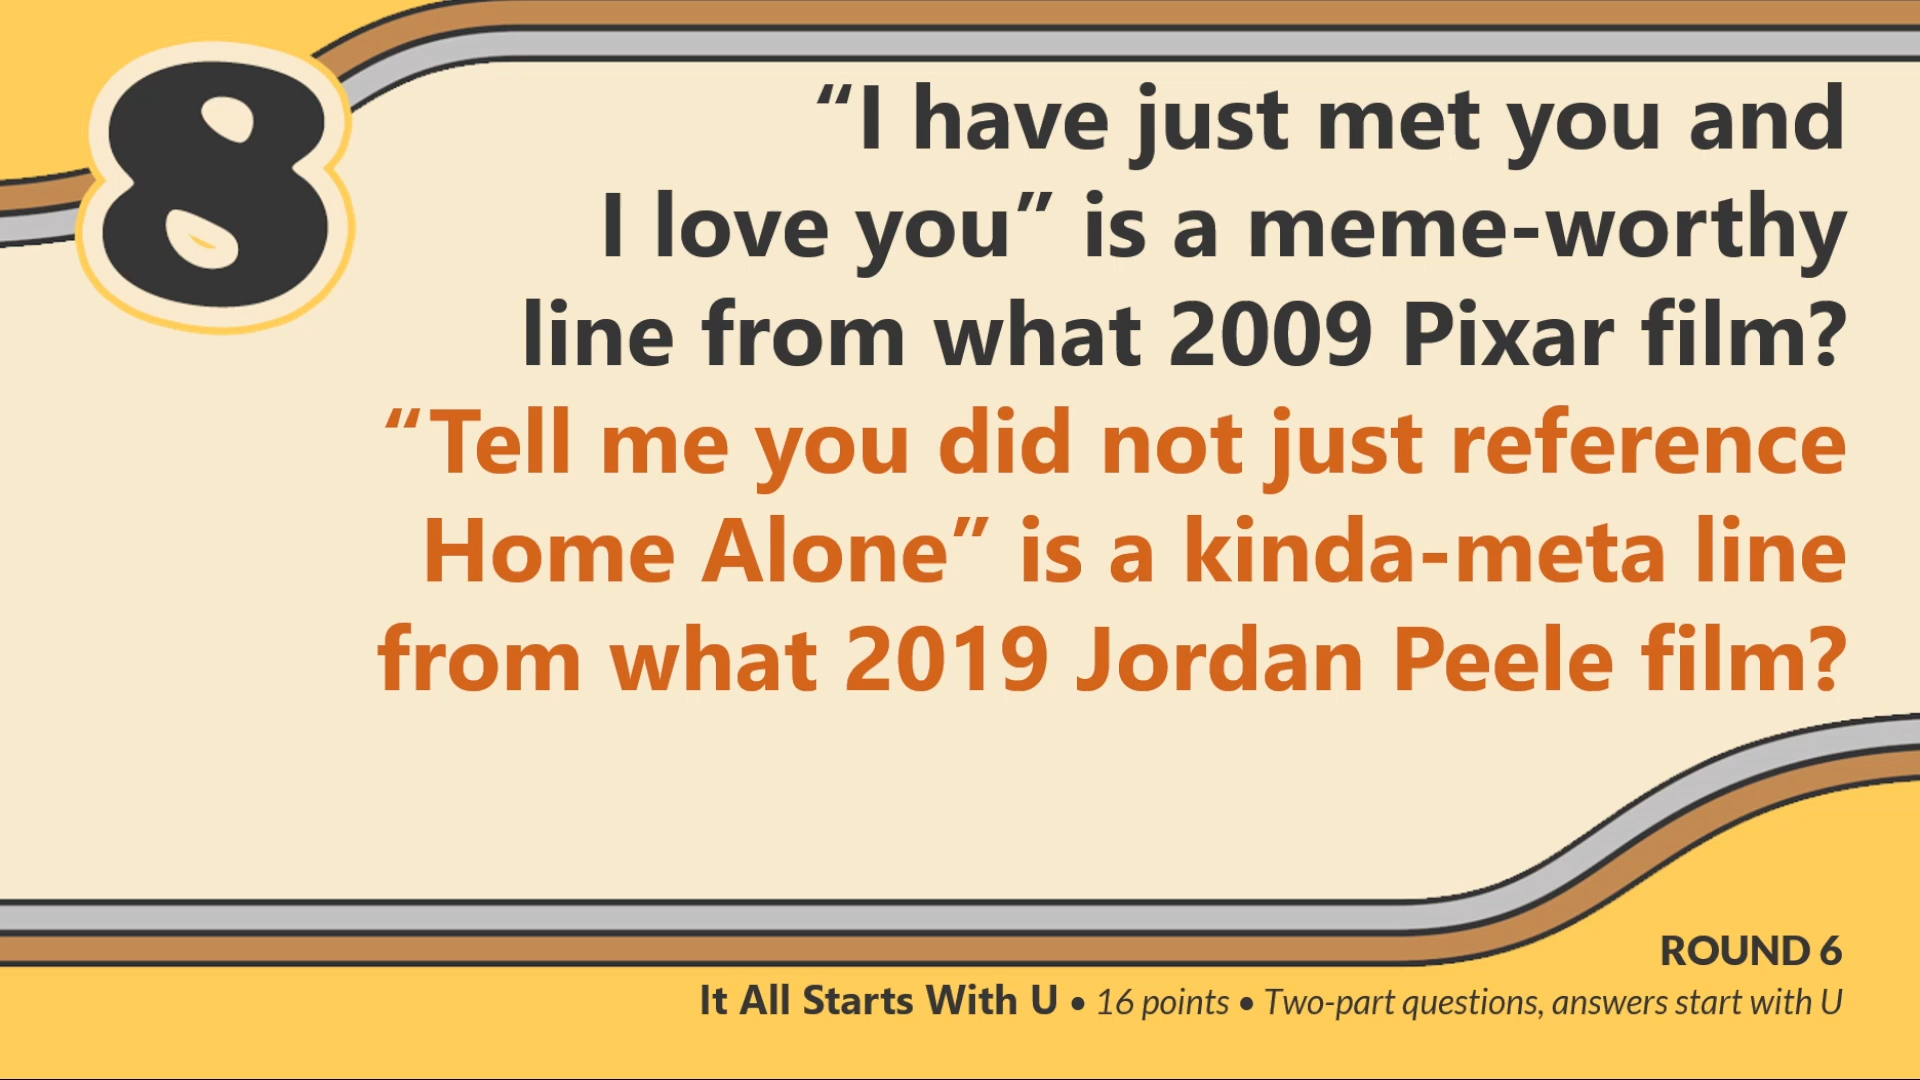 8
“I have just met you and
I love you” is a meme-worthy
line from what 2009 Pixar film?
“Tell me you did not just reference
Home Alone” is a kinda-meta line
from what 2019 Jordan Peele film?
ROUND 6
It All Starts With U • 16 points • Two-part questions, answers start with U